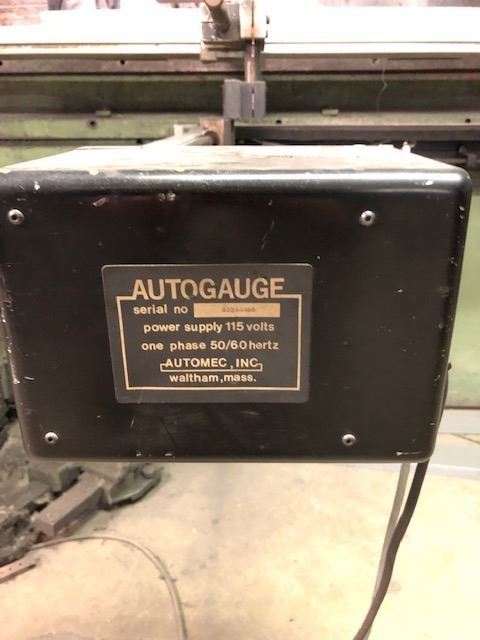 AUTOGAUGE
serial no
power supply 115 volts
one phase 50/60 hertz
AUTOMEC, INC
waltham, mass.